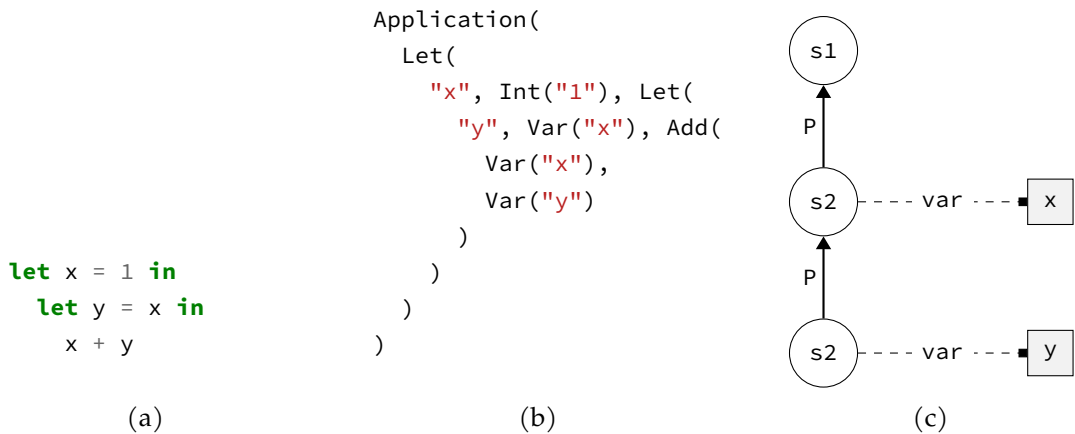 let x = 1 in
let y = x in
x + y
(a)
Application(
Let(
"x", Int("1"), Let(
"y", Var("x"), Add(
Var("x"),
Var("y")
)
)
)
)
(b)
s1
P
s2 var x
P
s2 var y
(c)